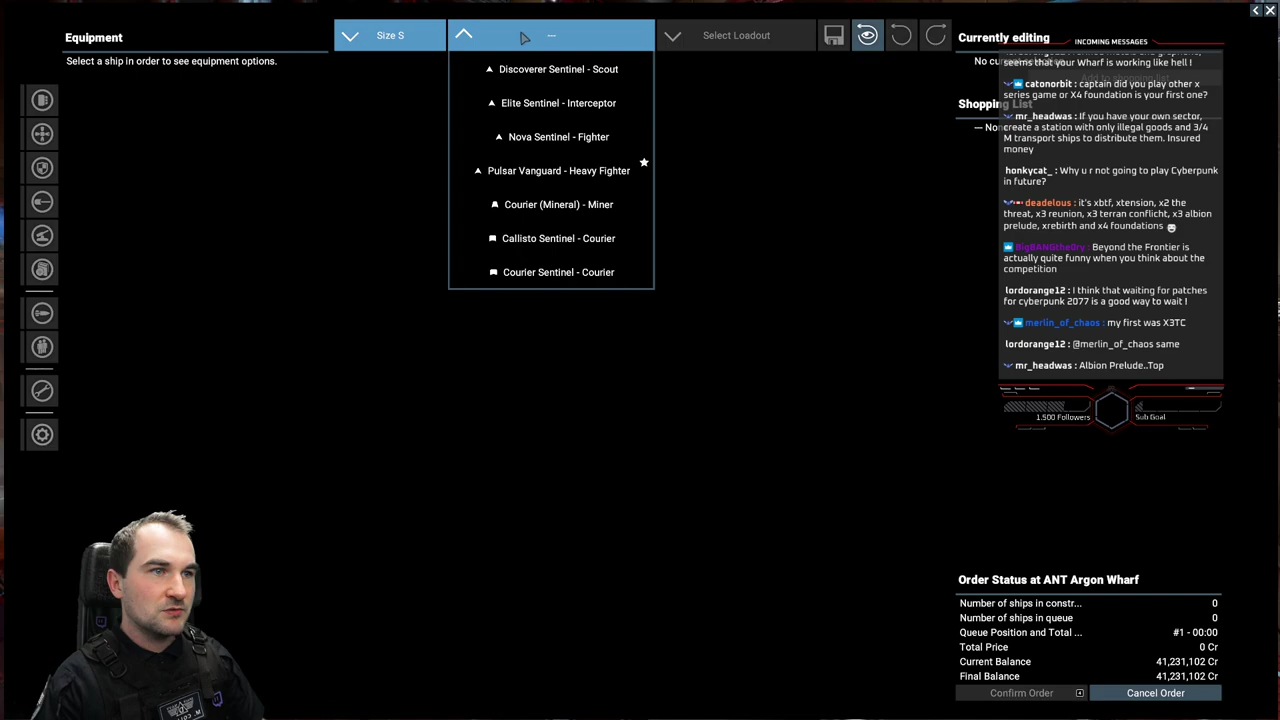 Equipment
Select a ship in order to see equipment options.
Size S
---
Select Loadout
Discoverer Sentinel - Scout
Elite Sentinel - Interceptor
Nova Sentinel - Fighter
Pulsar Vanguard - Heavy Fighter
Courier (Mineral) - Miner
Callisto Sentinel - Courier
Courier Sentinel - Courier
Currently editing
INCOMING MESSAGES
Add to shopping list
Shopping List
seems that your Wharf is working like hell !
catonorbit : captain did you play other x
series game or X4 foundation is your first one?
mr_headwas : If you have your own sector,
create a station with only illegal goods and 3/4
M transport ships to distribute them. Insured
money
honkycat_ : Why u r not going to play Cyberpunk
in future?
deadelous : it's xbtf, xtension, x2 the
threat, x3 reunion, x3 terran conflicht, x3 albion
prelude, xrebirth and x4 foundations
BigBANGthe0ry : Beyond the Frontier is
actually quite funny when you think about the
competition
lordorange12 : I think that waiting for patches
for cyberpunk 2077 is a good way to wait !
merlin_of_chaos : my first was X3TC
lordorange12 : @merlin_of_chaos same
mr_headwas : Albion Prelude..Top
1.500 Followers
Sub Goal
Order Status at ANT Argon Wharf
Number of ships in constr... 0
Number of ships in queue 0
Queue Position and Total ... #1 - 00:00
Total Price 0 Cr
Current Balance 41,231,102 Cr
Final Balance 41,231,102 Cr
Confirm Order
Cancel Order